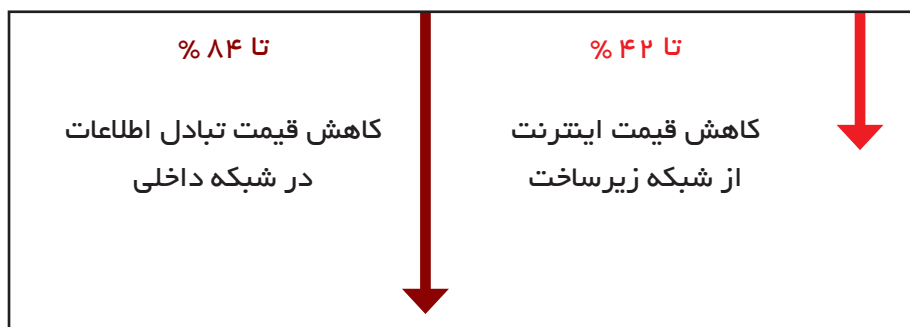 تا ۴۲ %
کاهش قیمت اینترنت
از شبکه زیرساخت
تا ۸۴ %
کاهش قیمت تبادل اطلاعات
در شبکه داخلی